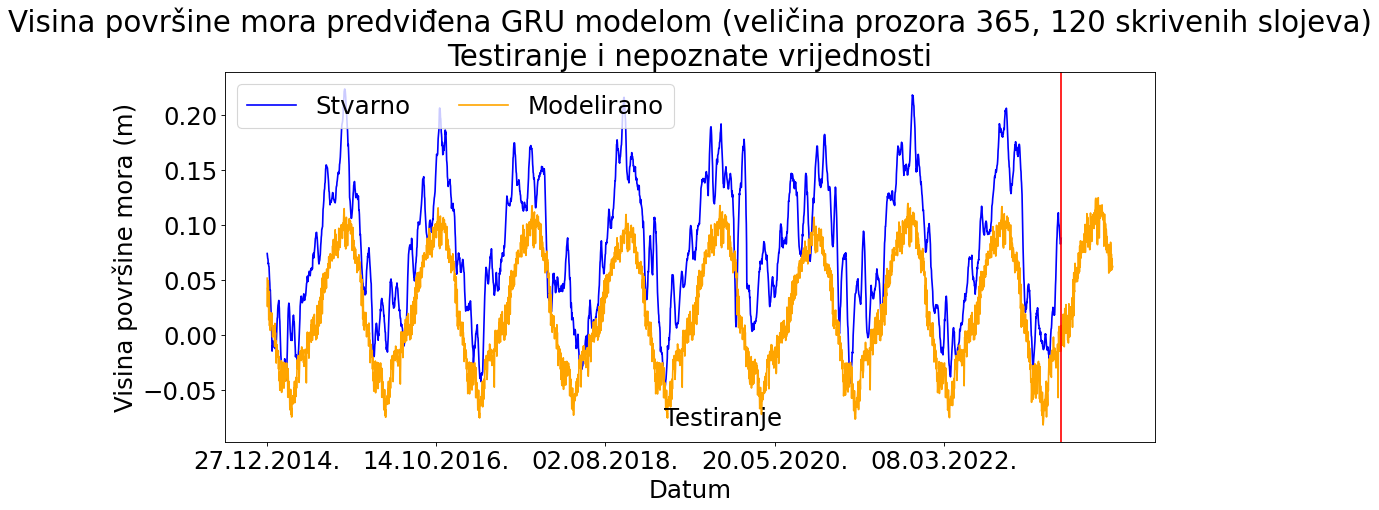 Visina površine mora predviđena GRU modelom (veličina prozora 365, 120 skrivenih slojeva)
Testiranje i nepoznate vrijednosti
Stvarno
Modelirano
Visina površine mora (m)
0.20
0.15
0.10
0.05
0.00
−0.05
Testiranje
27.12.2014.
14.10.2016.
02.08.2018.
20.05.2020.
08.03.2022.
Datum